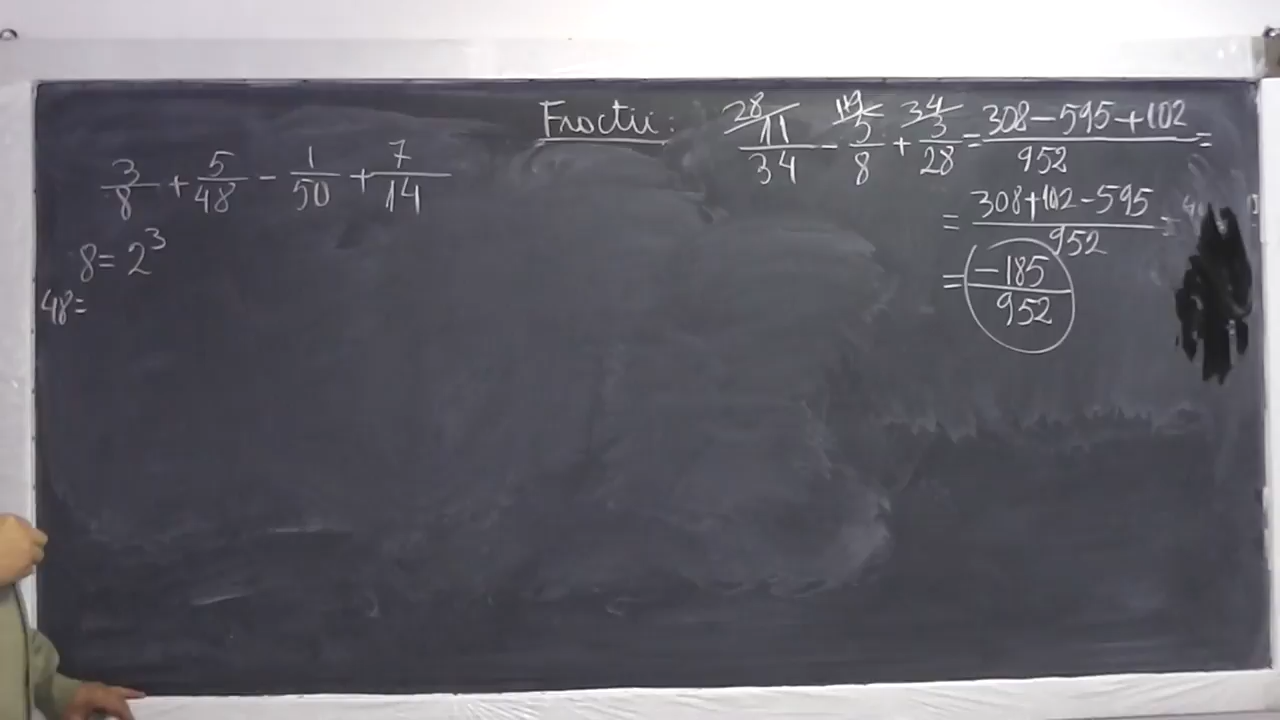 Fractii:
28/ 119/ 34/
11/34 - 5/8 + 3/28 = 308-595+102/952 =
= 308+102-595/952 =
= -185/952
3/8 + 5/48 - 1/50 + 7/14
8=2³
48=